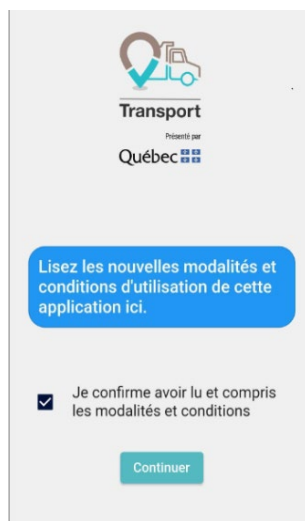 Transport
Présenté par
Québec
Lisez les nouvelles modalités et
conditions d'utilisation de cette
application ici.
Je confirme avoir lu et compris
les modalités et conditions
Continuer